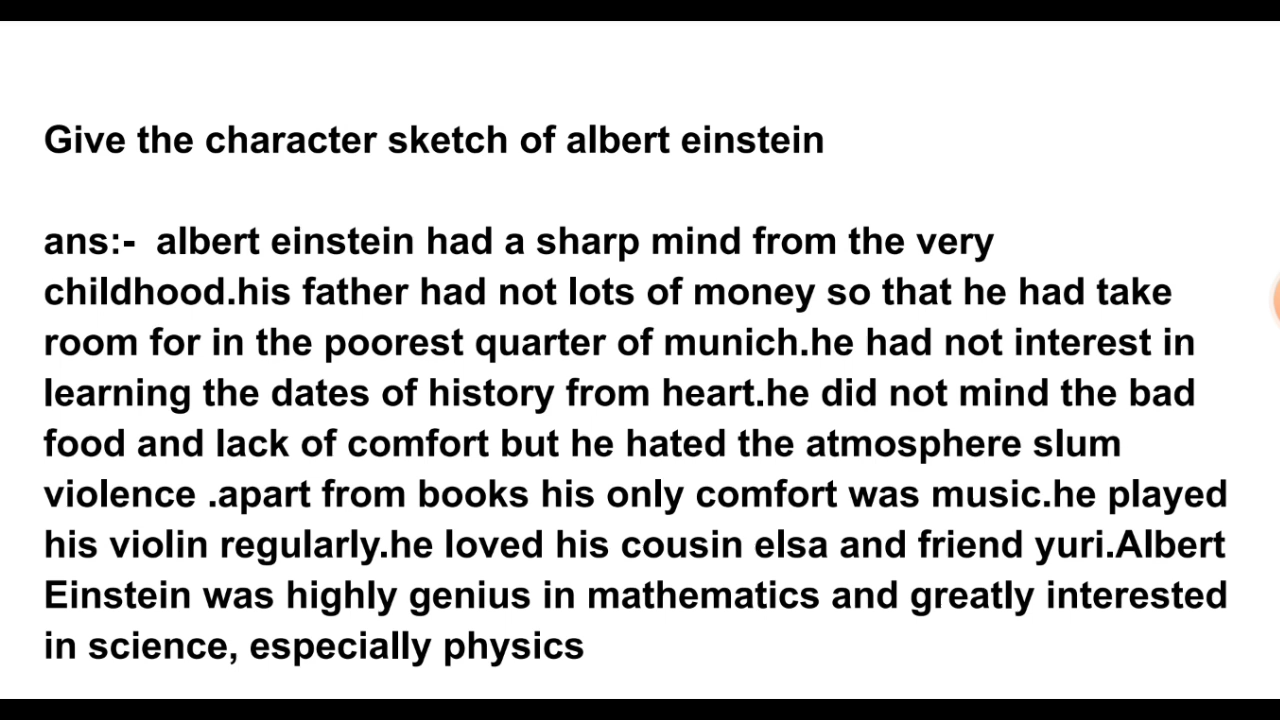 Give the character sketch of albert einstein
ans:-  albert einstein had a sharp mind from the very
childhood.his father had not lots of money so that he had take
room for in the poorest quarter of munich.he had not interest in
learning the dates of history from heart.he did not mind the bad
food and lack of comfort but he hated the atmosphere slum
violence .apart from books his only comfort was music.he played
his violin regularly.he loved his cousin elsa and friend yuri.Albert
Einstein was highly genius in mathematics and greatly interested
in science, especially physics